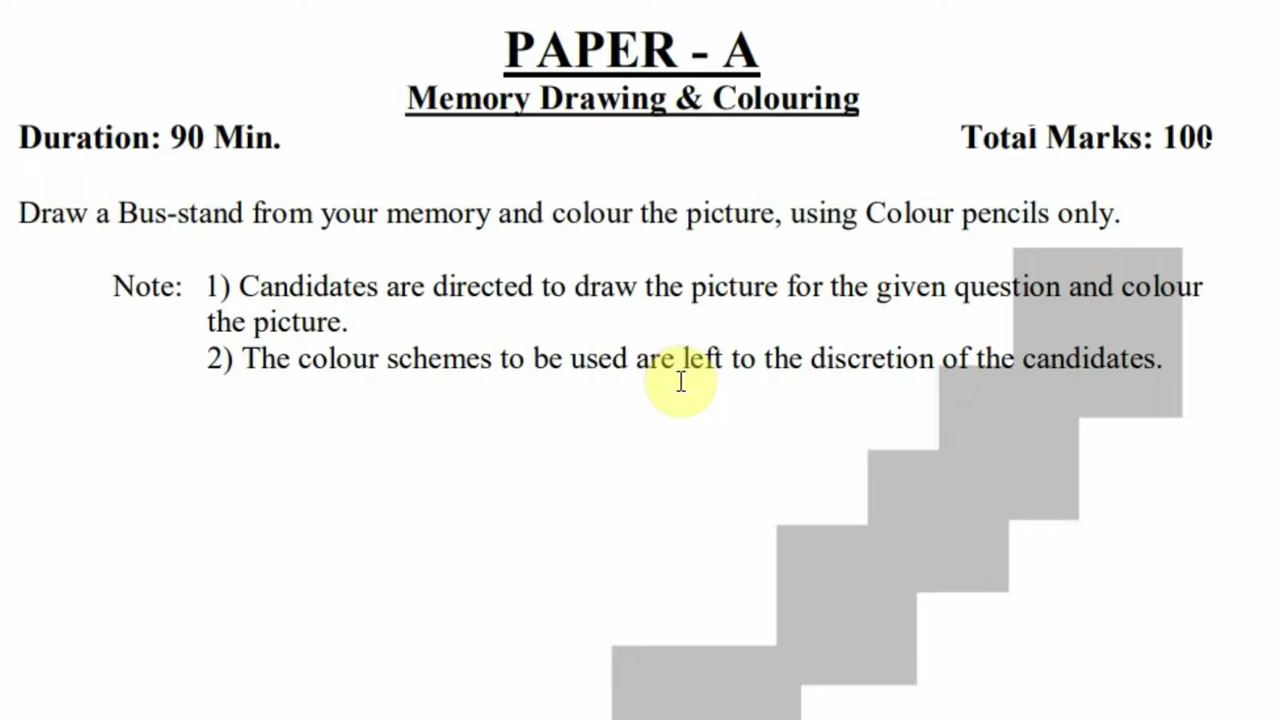 PAPER - A
Memory Drawing & Colouring
Duration: 90 Min. Total Marks: 100
Draw a Bus-stand from your memory and colour the picture, using Colour pencils only.
Note: 1) Candidates are directed to draw the picture for the given question and colour
the picture.
2) The colour schemes to be used are left to the discretion of the candidates.